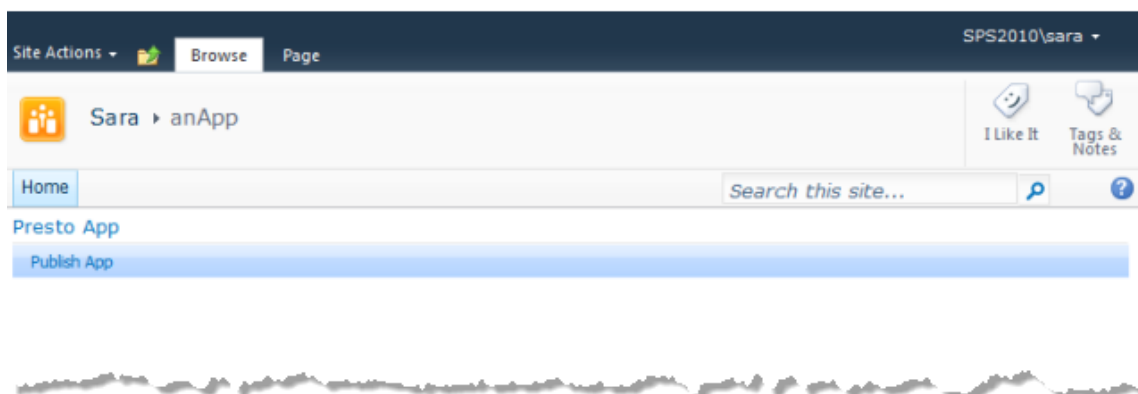 SPS2010\sara
Site Actions Browse Page
Sara anApp
I Like It
Tags &
Notes
Home
Search this site...
Presto App
Publish App